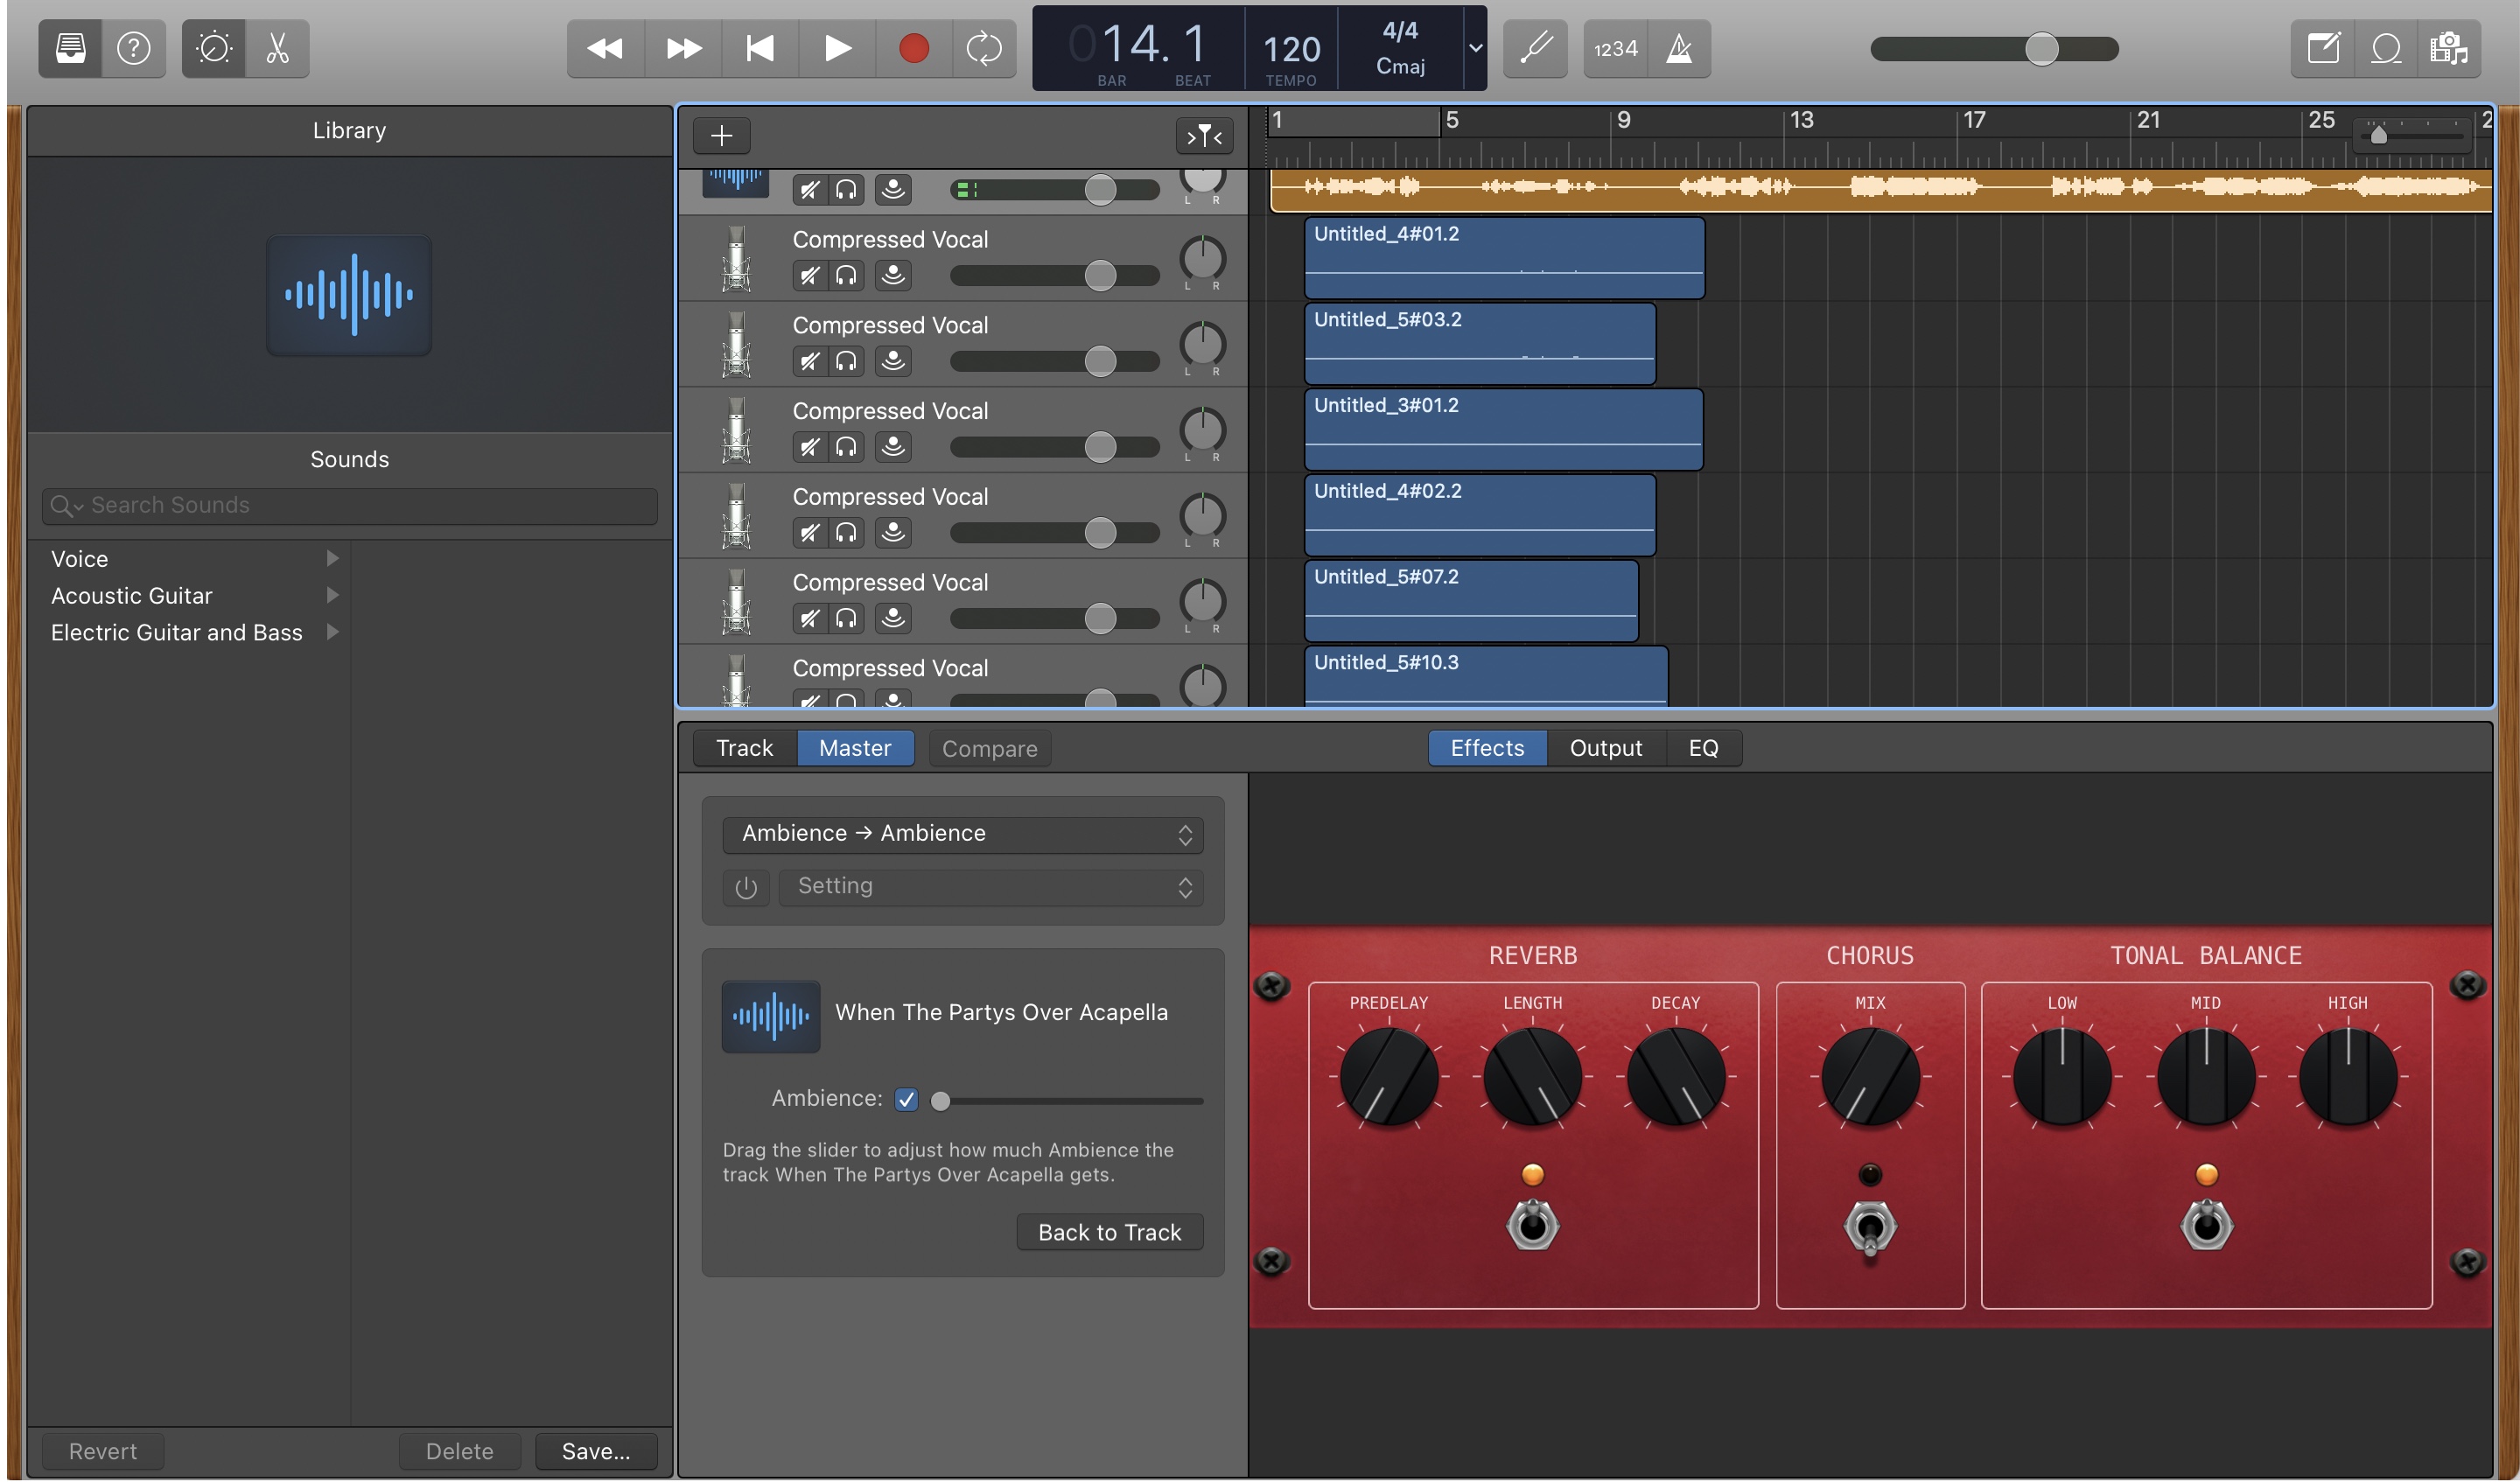 014. 1
BAR BEAT
120
TEMPO
4/4
Cmaj
1234
Library
Sounds
Search Sounds
Voice
Acoustic Guitar
Electric Guitar and Bass
Revert
Delete
Save...
1 5 9 13 17 21 25
L R
Compressed Vocal
L R
Untitled_4#01.2
Compressed Vocal
L R
Untitled_5#03.2
Compressed Vocal
L R
Untitled_3#01.2
Compressed Vocal
L R
Untitled_4#02.2
Compressed Vocal
L R
Untitled_5#07.2
Compressed Vocal
Untitled_5#10.3
Track
Master
Compare
Effects
Output
EQ
Ambience → Ambience
Setting
When The Partys Over Acapella
Ambience:
Drag the slider to adjust how much Ambience the
track When The Partys Over Acapella gets.
Back to Track
REVERB
PREDELAY LENGTH DECAY
CHORUS
MIX
TONAL BALANCE
LOW MID HIGH